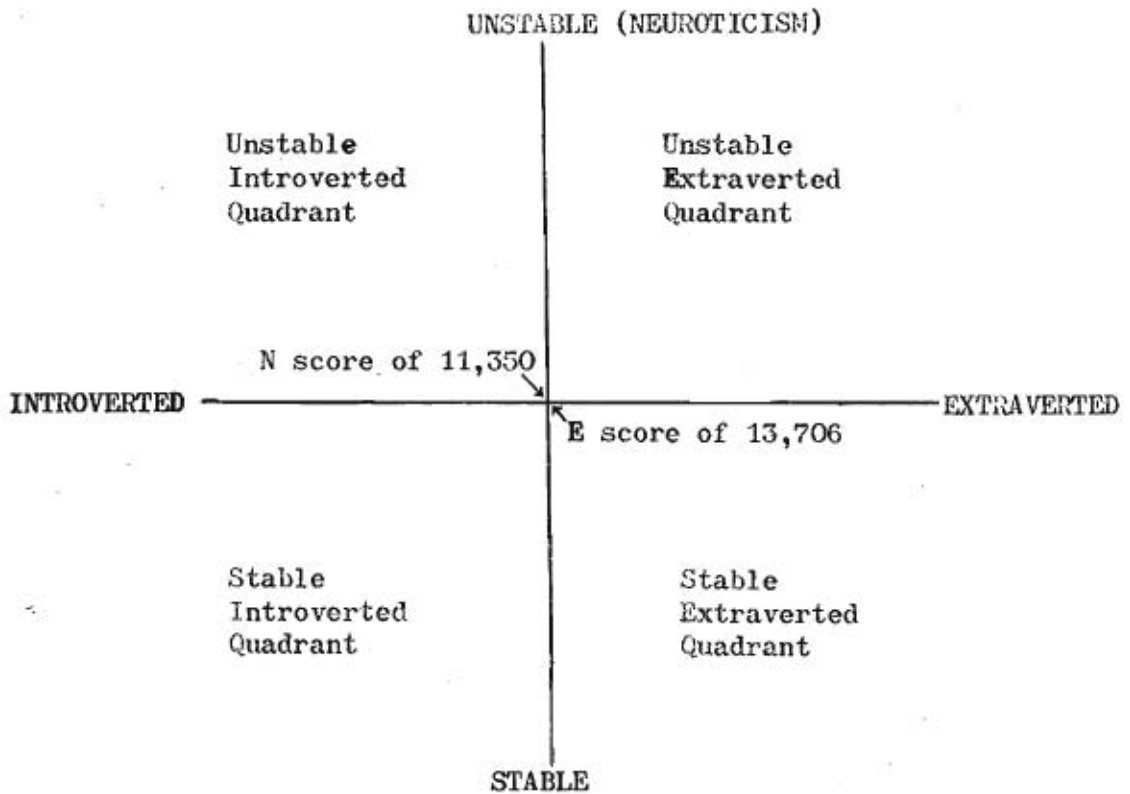 UNSTABLE (NEUROTICISM)
Unstable
Introverted
Quadrant
Unstable
Extraverted
Quadrant
N score of 11,350
INTROVERTED
EXTRAVERTED
E score of 13,706
Stable
Introverted
Quadrant
Stable
Extraverted
Quadrant
STABLE